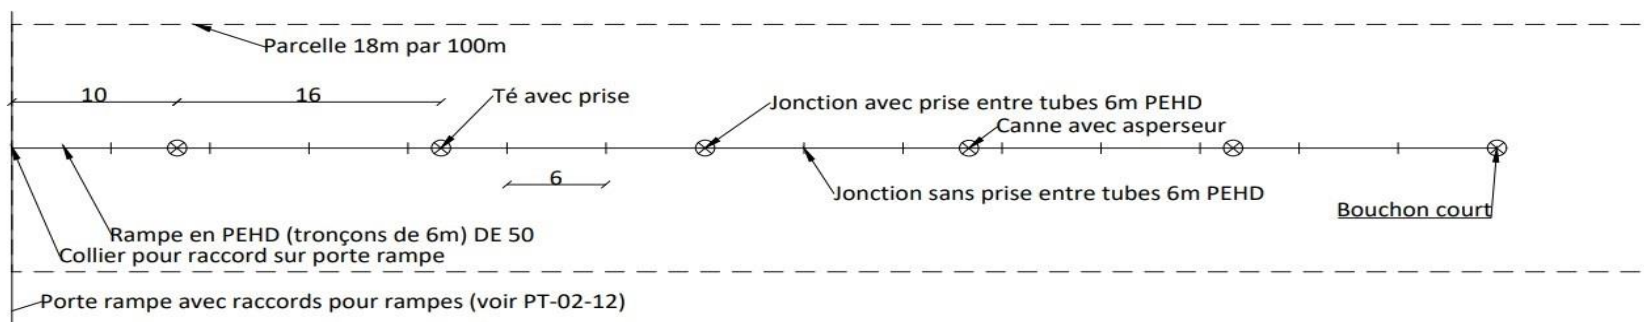 Parcelle 18m par 100m
10
16
Té avec prise
Jonction avec prise entre tubes 6m PEHD
Canne avec asperseur
6
Jonction sans prise entre tubes 6m PEHD
Bouchon court
Rampe en PEHD (tronçons de 6m) DE 50
Collier pour raccord sur porte rampe
Porte rampe avec raccords pour rampes (voir PT-02-12)